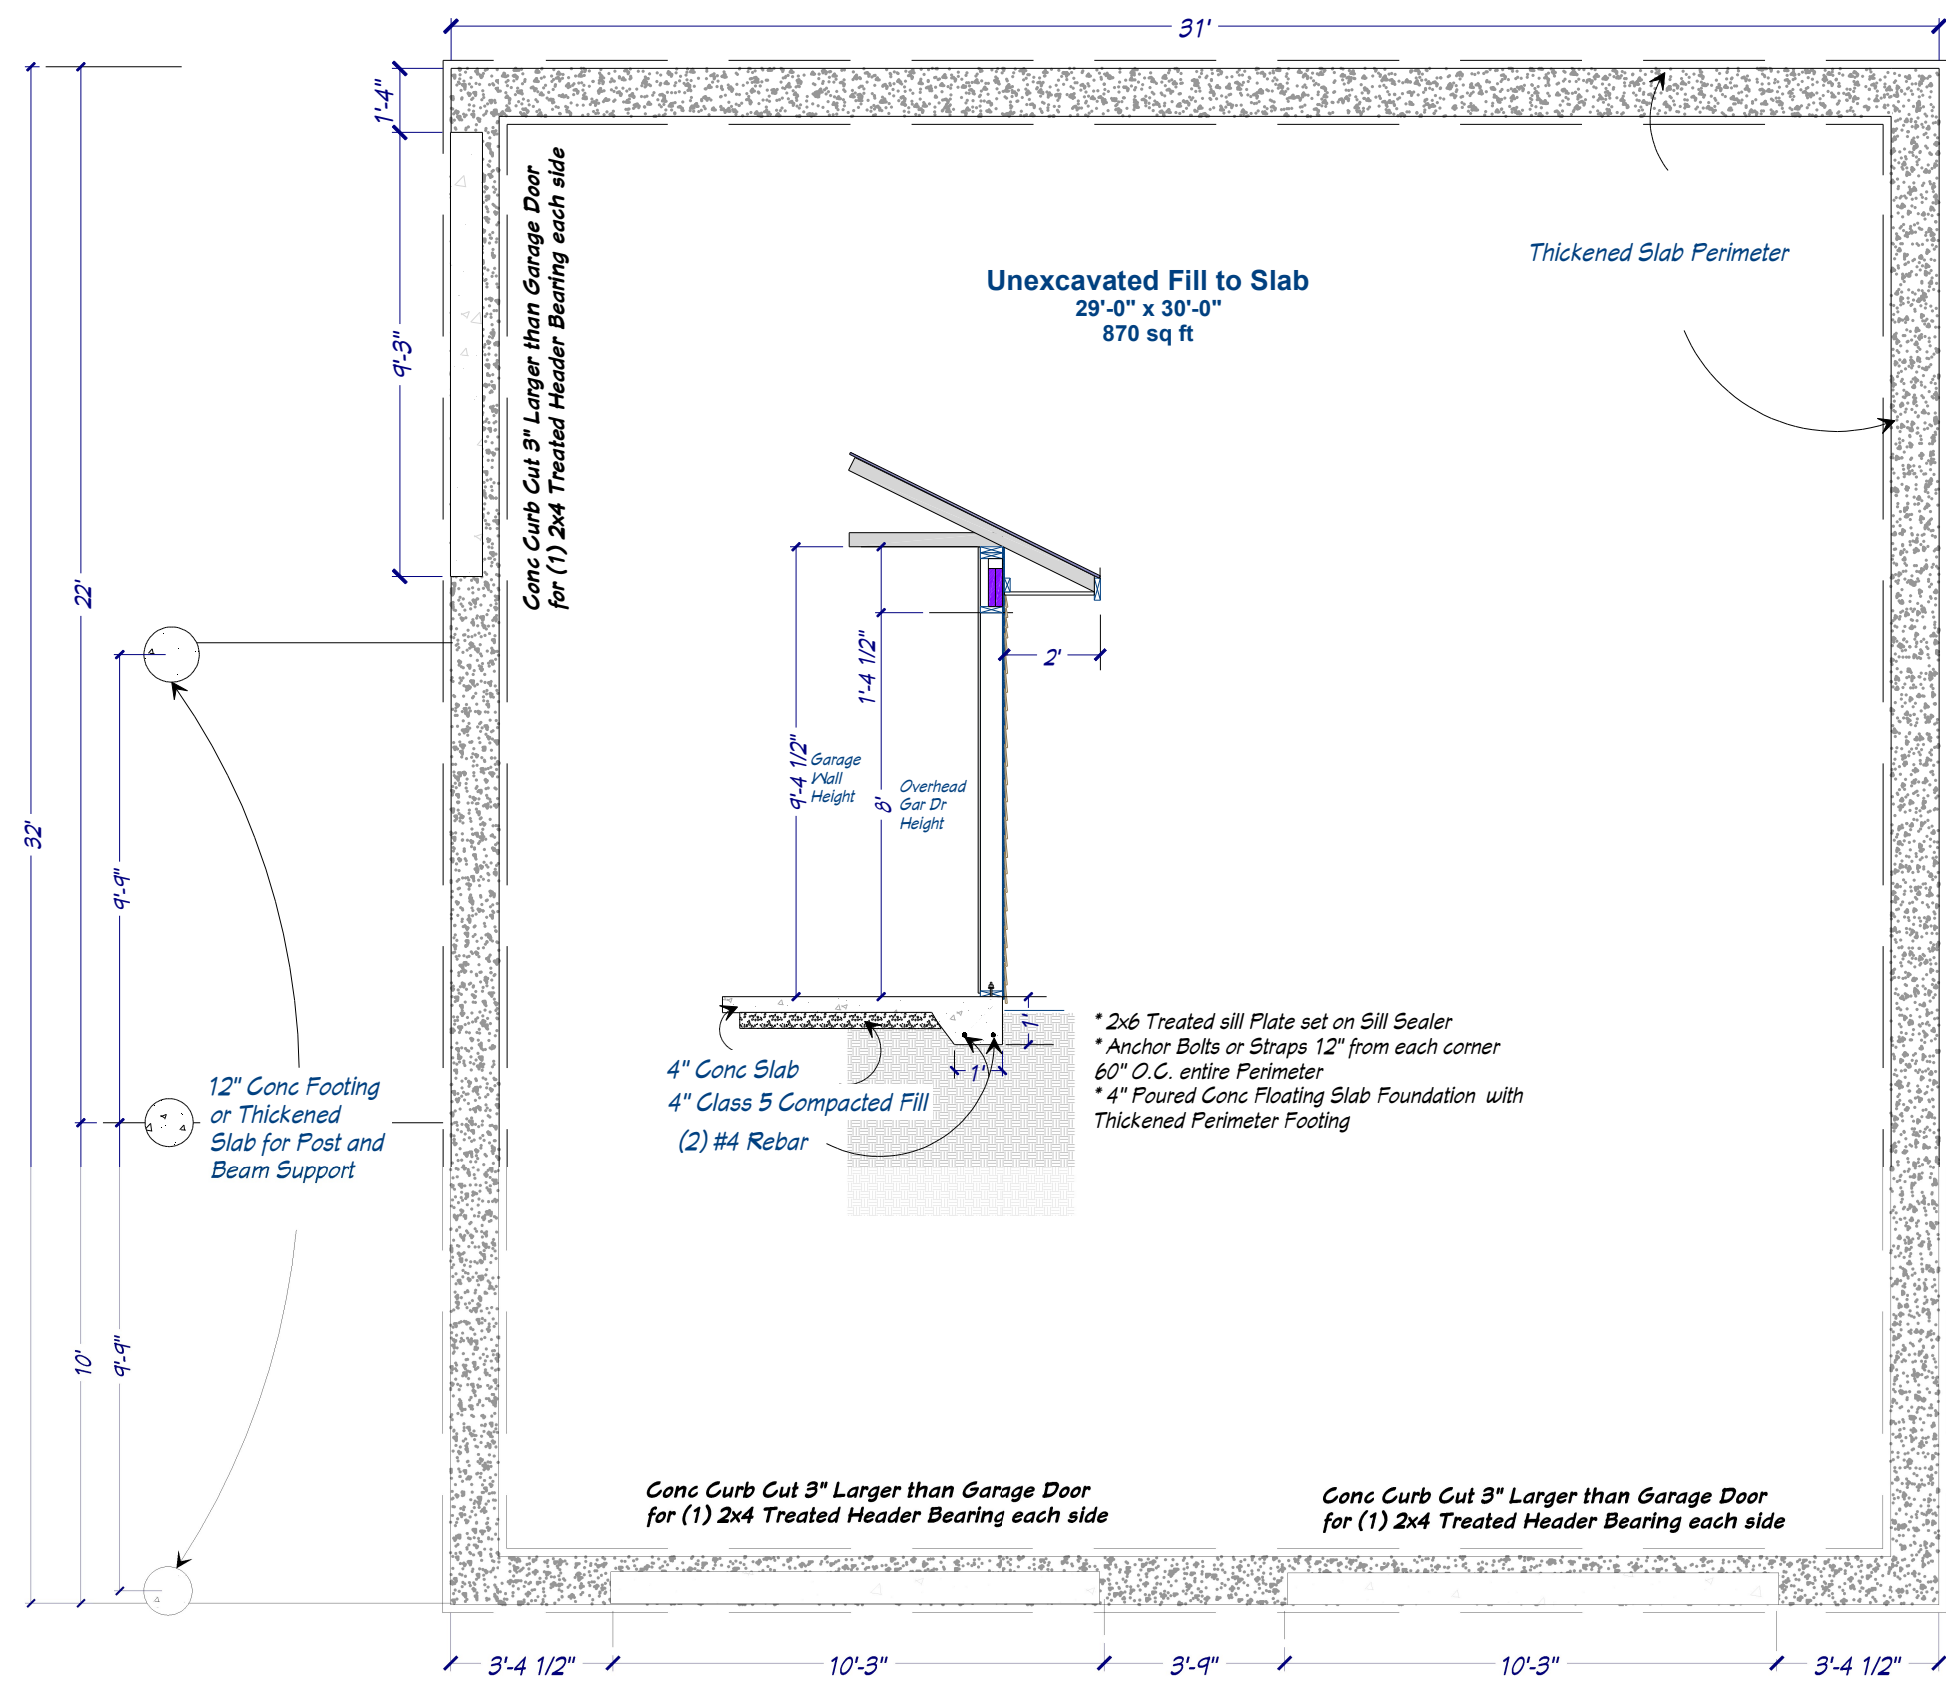 31'
1'-4"
Conc Curb Cut 3" Larger than Garage Door
for (1) 2x4 Treated Header Bearing each side
9'-3"
Thickened Slab Perimeter
Unexcavated Fill to Slab
29'-0" x 30'-0"
870 sq ft
22'
32'
9'-9"
1'-4 1/2"
2'
9'-4 1/2"
Garage
Wall
Height
8'
Overhead
Gar Dr
Height
1'
1'
4" Conc Slab
4" Class 5 Compacted Fill
(2) #4 Rebar
* 2x6 Treated sill Plate set on Sill Sealer
* Anchor Bolts or Straps 12" from each corner
60" O.C. entire Perimeter
* 4" Poured Conc Floating Slab Foundation with
Thickened Perimeter Footing
12" Conc Footing
or Thickened
Slab for Post and
Beam Support
10'
9'-9"
Conc Curb Cut 3" Larger than Garage Door
for (1) 2x4 Treated Header Bearing each side
Conc Curb Cut 3" Larger than Garage Door
for (1) 2x4 Treated Header Bearing each side
3'-4 1/2"
10'-3"
3'-9"
10'-3"
3'-4 1/2"